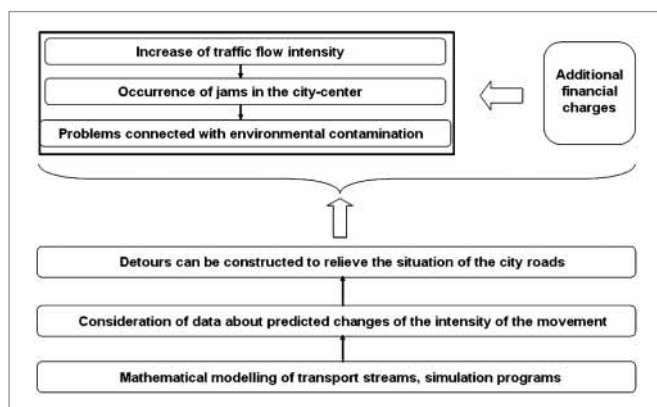 Increase of traffic flow intensity
Occurrence of jams in the city-center
Problems connected with environmental contamination
Additional
financial
charges
Detours can be constructed to relieve the situation of the city roads
Consideration of data about predicted changes of the intensity of the movement
Mathematical modelling of transport streams, simulation programs